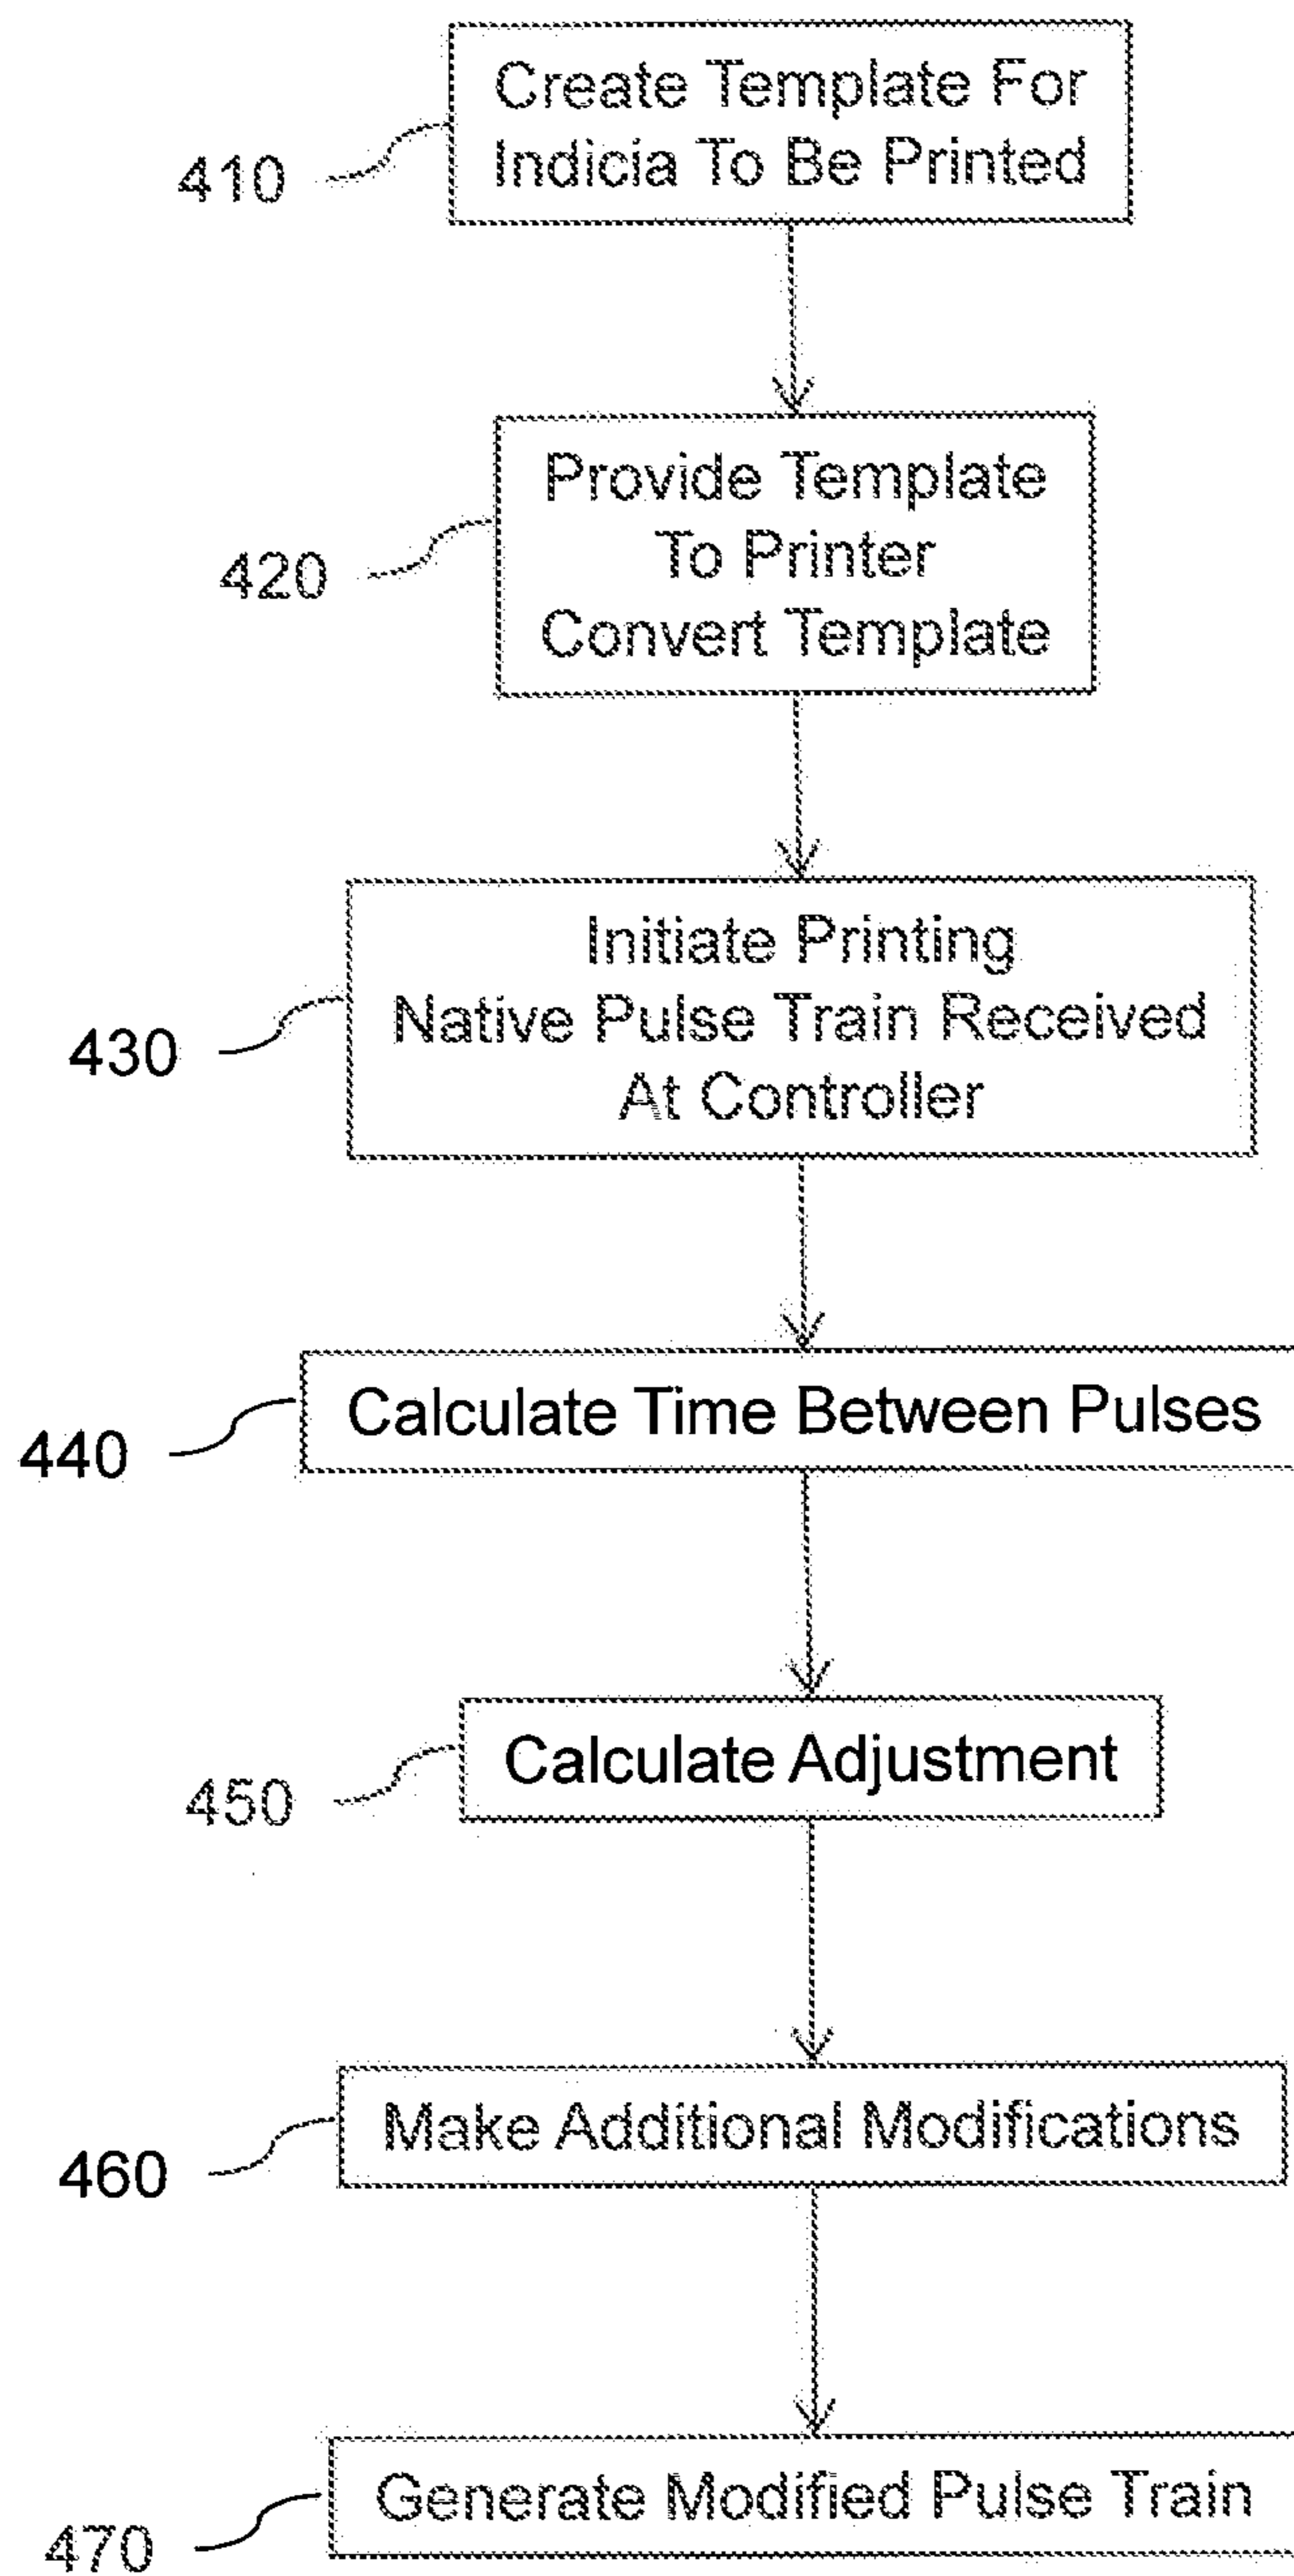 Create Template For
Indicia To Be Printed
410
Provide Template
To Printer
Convert Template
420
Initiate Printing
Native Pulse Train Received
At Controller
430
Calculate Time Between Pulses
440
Calculate Adjustment
450
Make Additional Modifications
460
Generate Modified Pulse Train
470